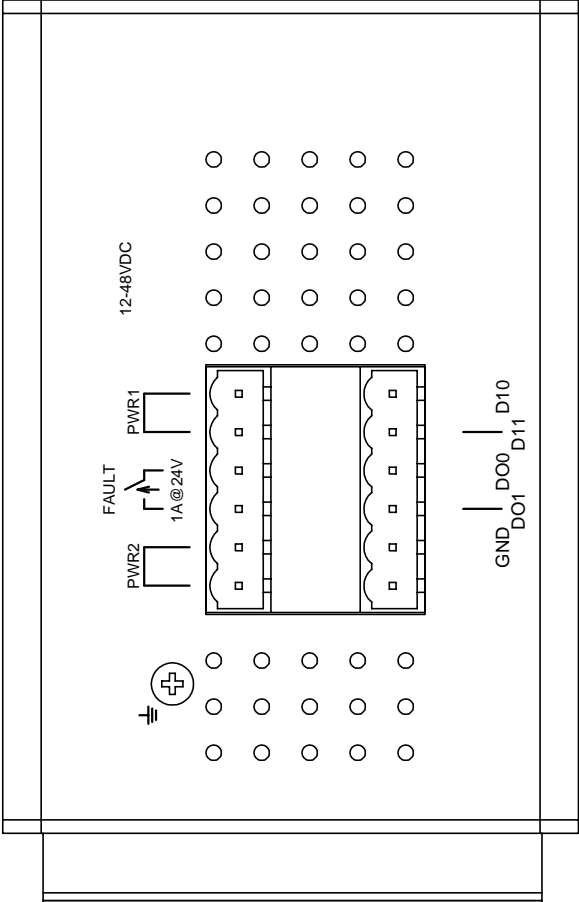 FAULT
12-48VDC
PWR2
PWR1
1A@24V
GND
DO0
D10
DO1
D11